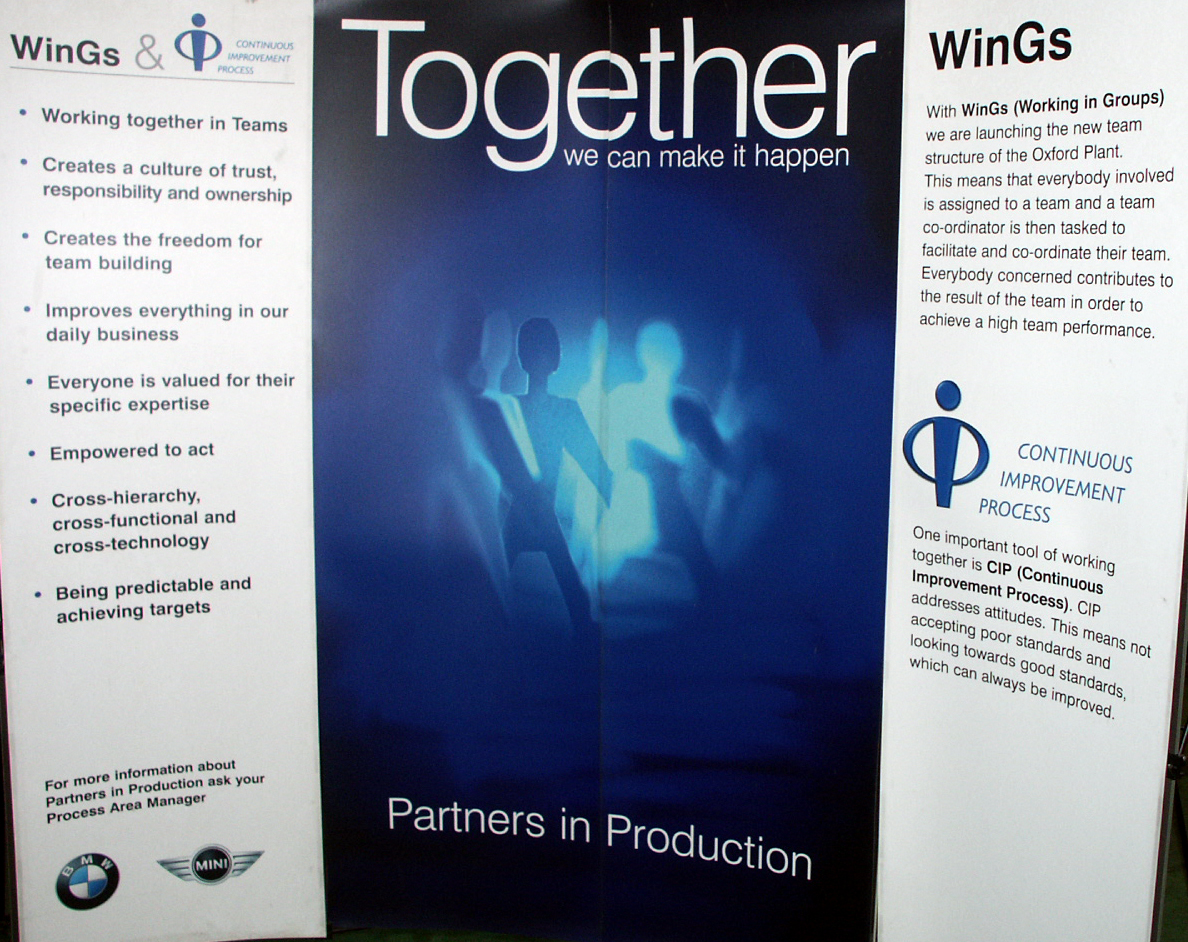 WinGs &
CONTINUOUS
IMPROVEMENT
PROCESS
• Working together in Teams
• Creates a culture of trust,
responsibility and ownership
• Creates the freedom for
team building
• Improves everything in our
daily business
• Everyone is valued for their
specific expertise
• Empowered to act
• Cross-hierarchy,
cross-functional and
cross-technology
• Being predictable and
achieving targets
For more information about
Partners in Production ask your
Process Area Manager
BMW
MINI
Together
we can make it happen
Partners in Production
WinGs
With WinGs (Working in Groups)
we are launching the new team
structure of the Oxford Plant.
This means that everybody involved
is assigned to a team and a team
co-ordinator is then tasked to
facilitate and co-ordinate their team.
Everybody concerned contributes to
the result of the team in order to
achieve a high team performance.
CONTINUOUS
IMPROVEMENT
PROCESS
One important tool of working
together is CIP (Continuous
Improvement Process). CIP
addresses attitudes. This means not
accepting poor standards and
looking towards good standards,
which can always be improved.